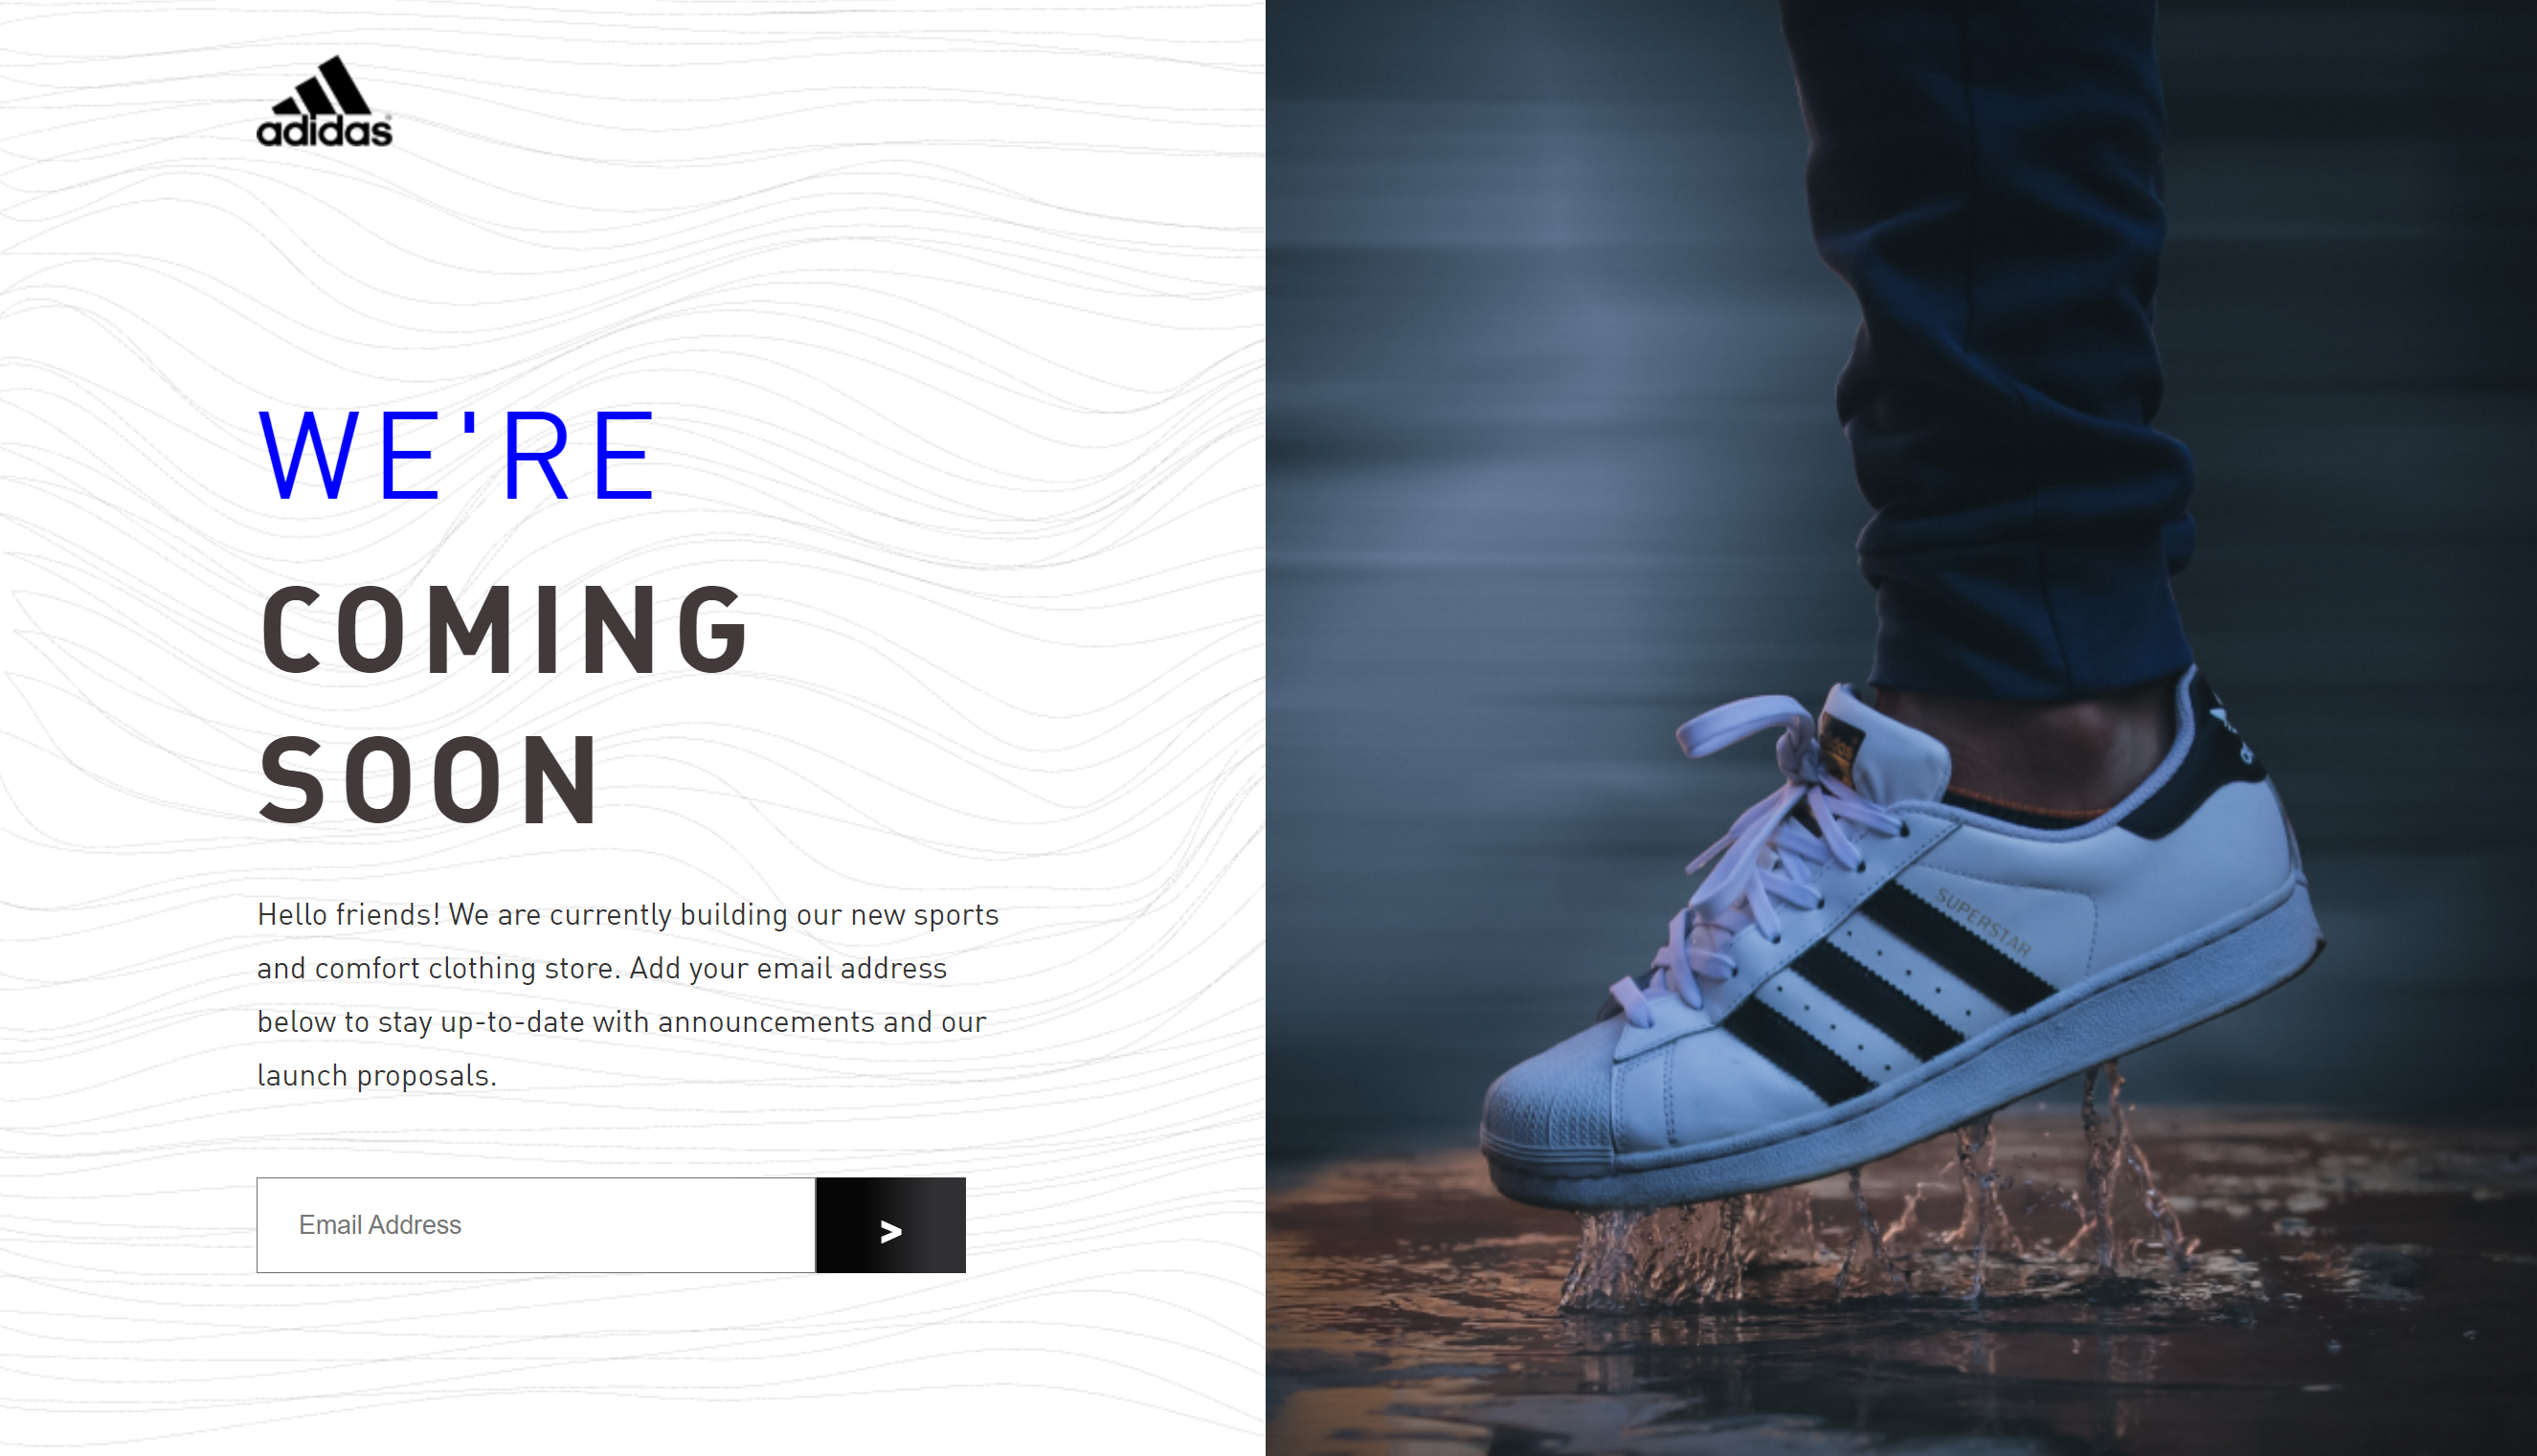 adidas
WE'RE
COMING
SOON
Hello friends! We are currently building our new sports
and comfort clothing store. Add your email address
below to stay up-to-date with announcements and our
launch proposals.
Email Address
>
SUPERSTAR